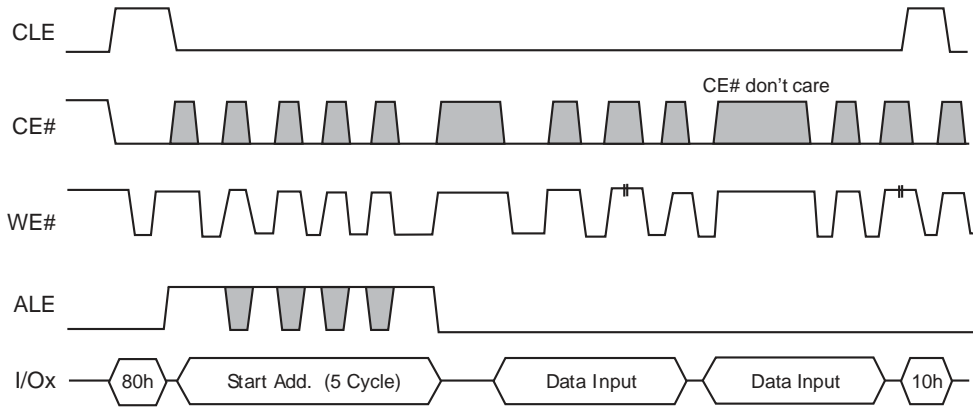 CLE
CE# don't care
CE#
WE#
ALE
I/Ox
80h
Start Add. (5 Cycle)
Data Input
Data Input
10h